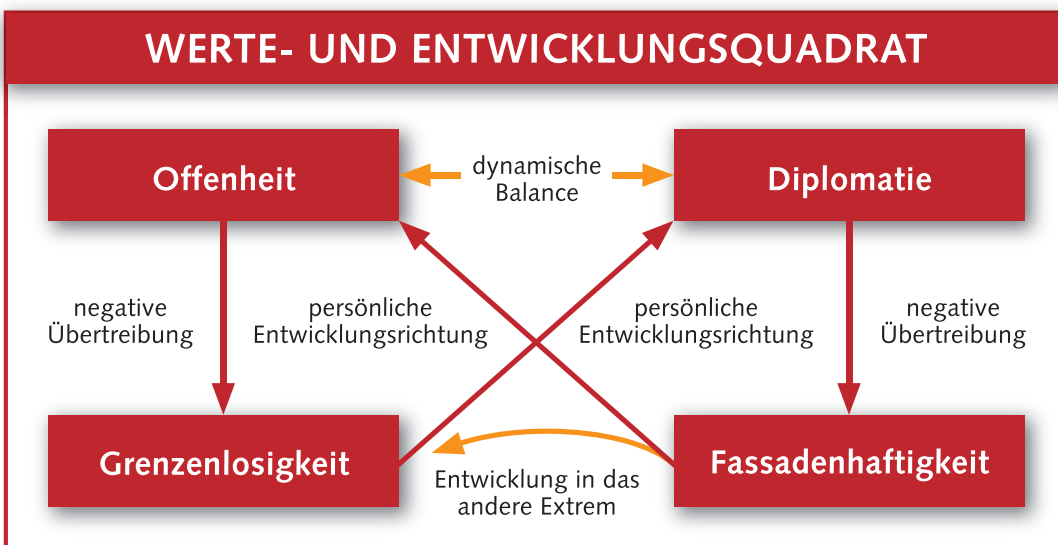 WERTE- UND ENTWICKLUNGSQUADRAT
Offenheit
dynamische
Balance
Diplomatie
negative
Übertreibung
persönliche
Entwicklungsrichtung
persönliche
Entwicklungsrichtung
negative
Übertreibung
Grenzenlosigkeit
Entwicklung in das
andere Extrem
Fassadenhaftigkeit